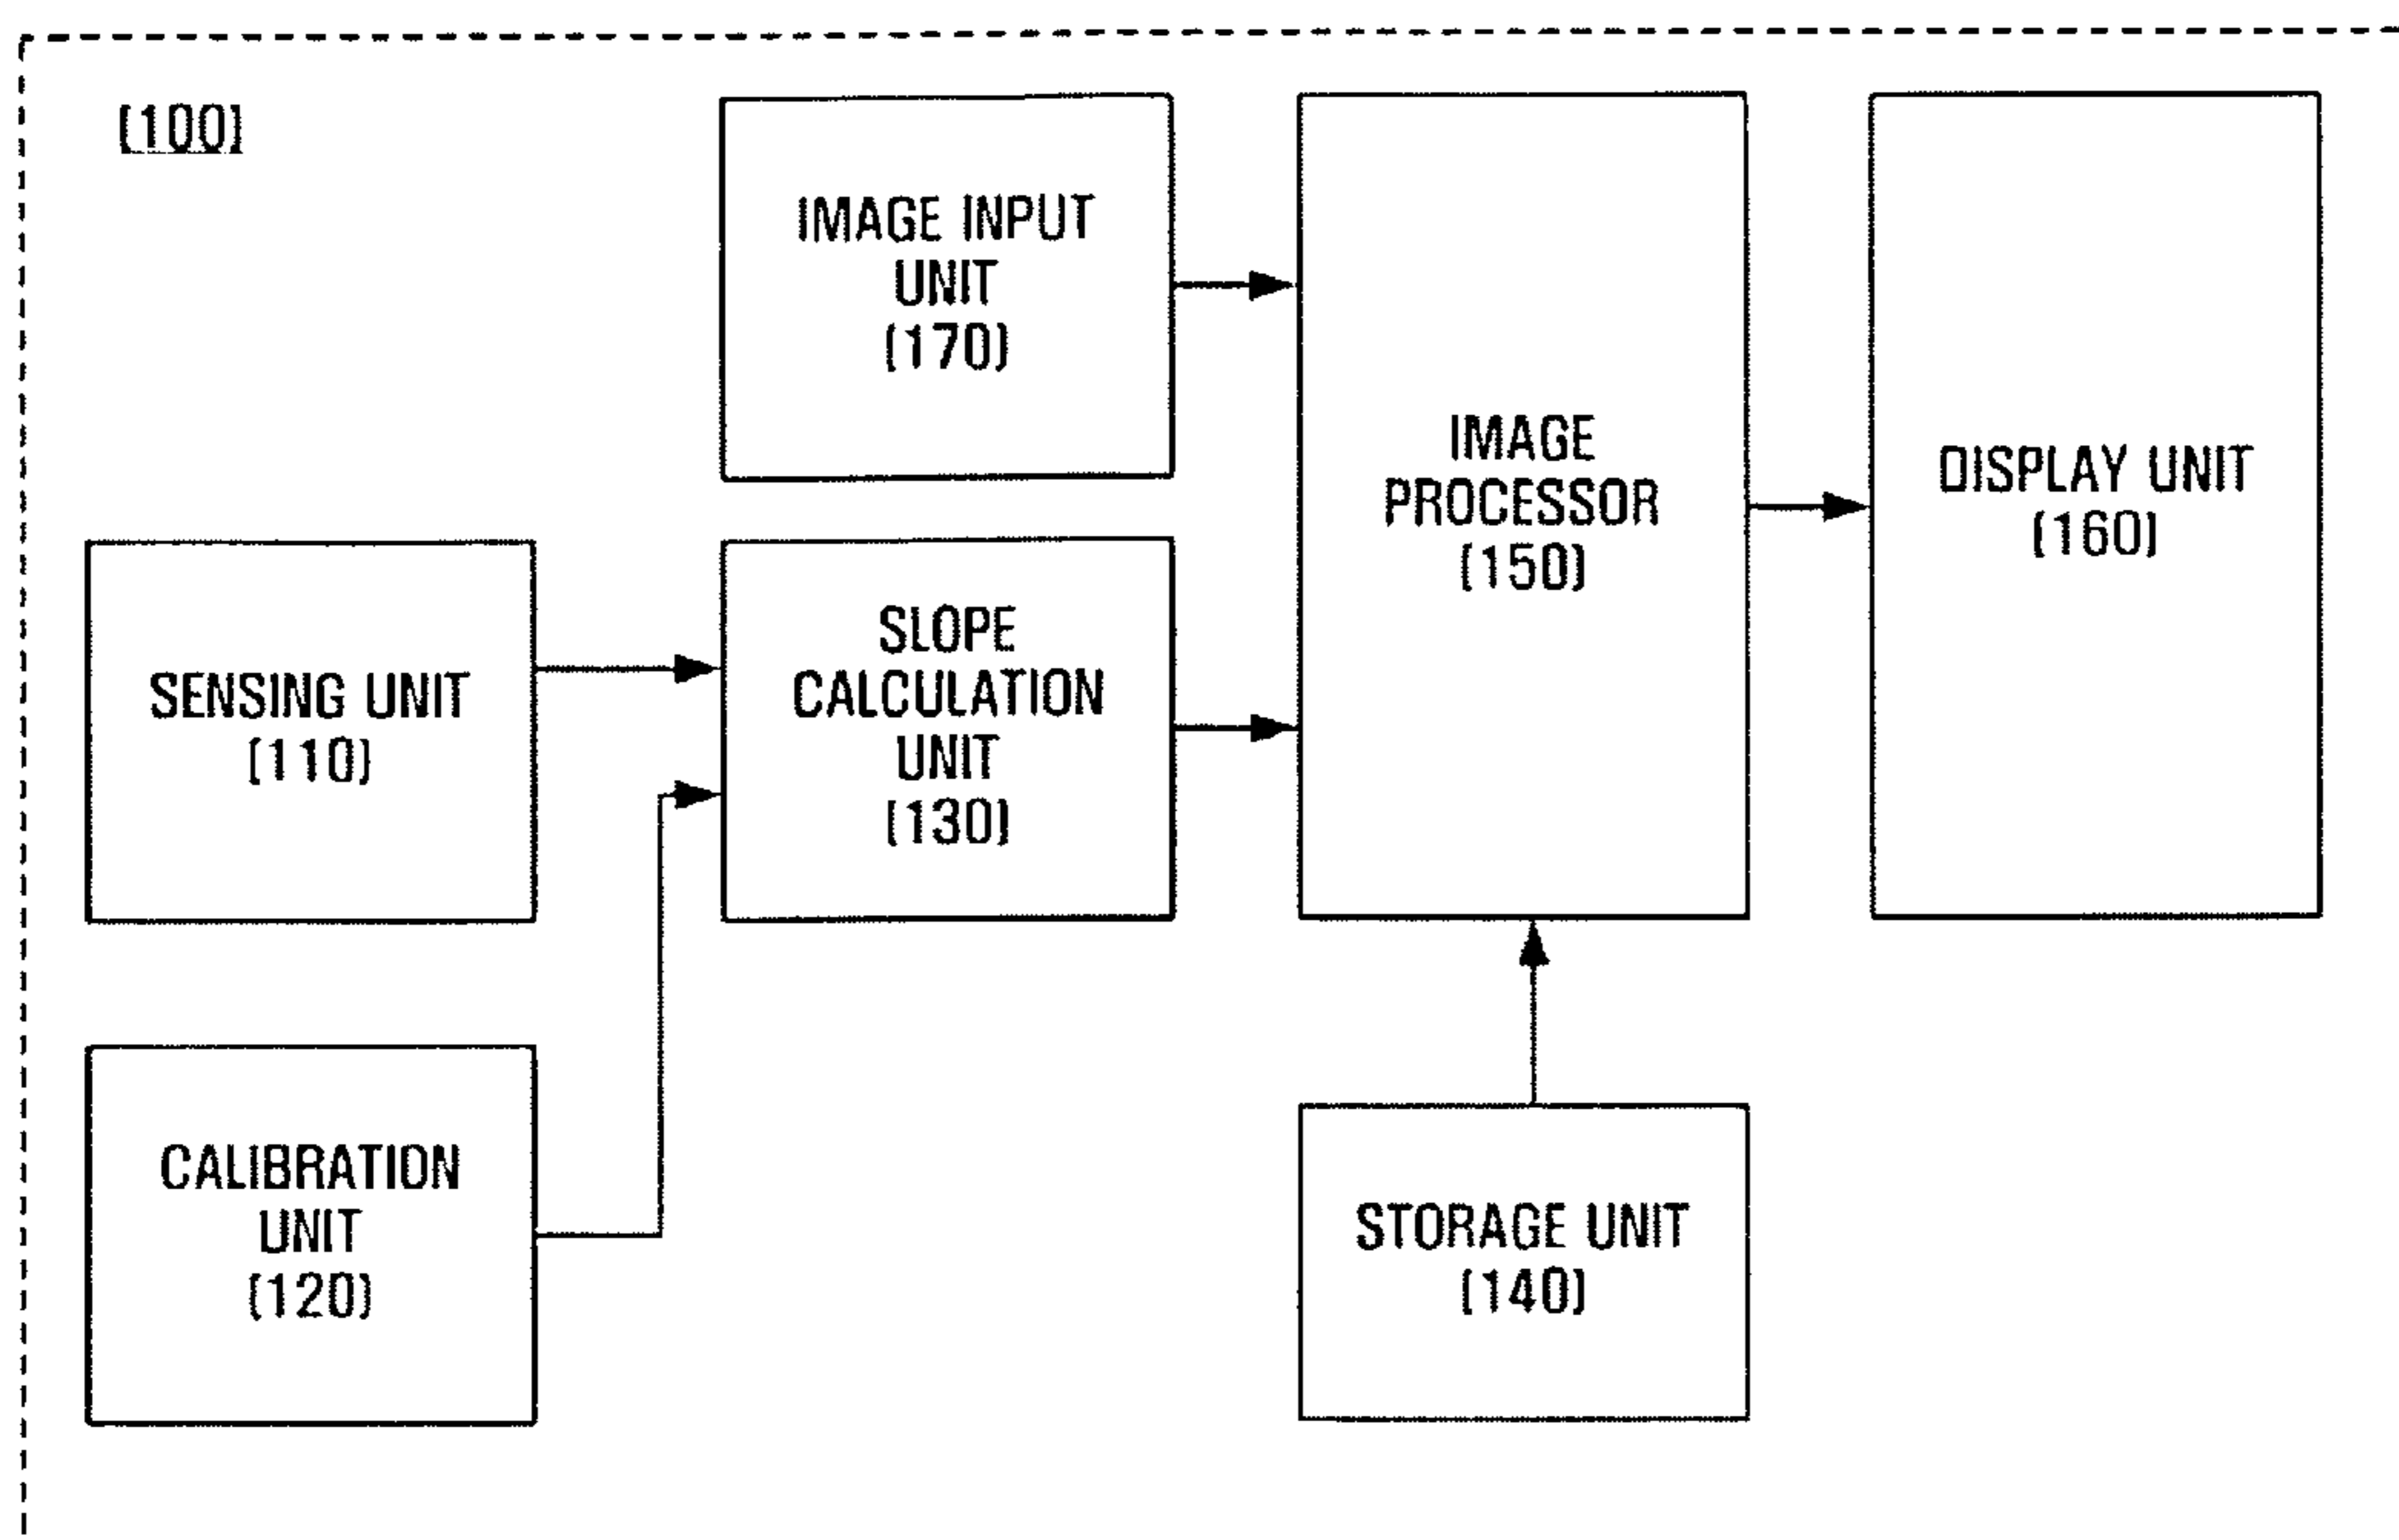 [100]
IMAGE INPUT
UNIT
(170)
IMAGE
PROCESSOR
(150)
DISPLAY UNIT
(160)
SENSING UNIT
(110)
SLOPE
CALCULATION
UNIT
(130)
CALIBRATION
UNIT
(120)
STORAGE UNIT
(140)